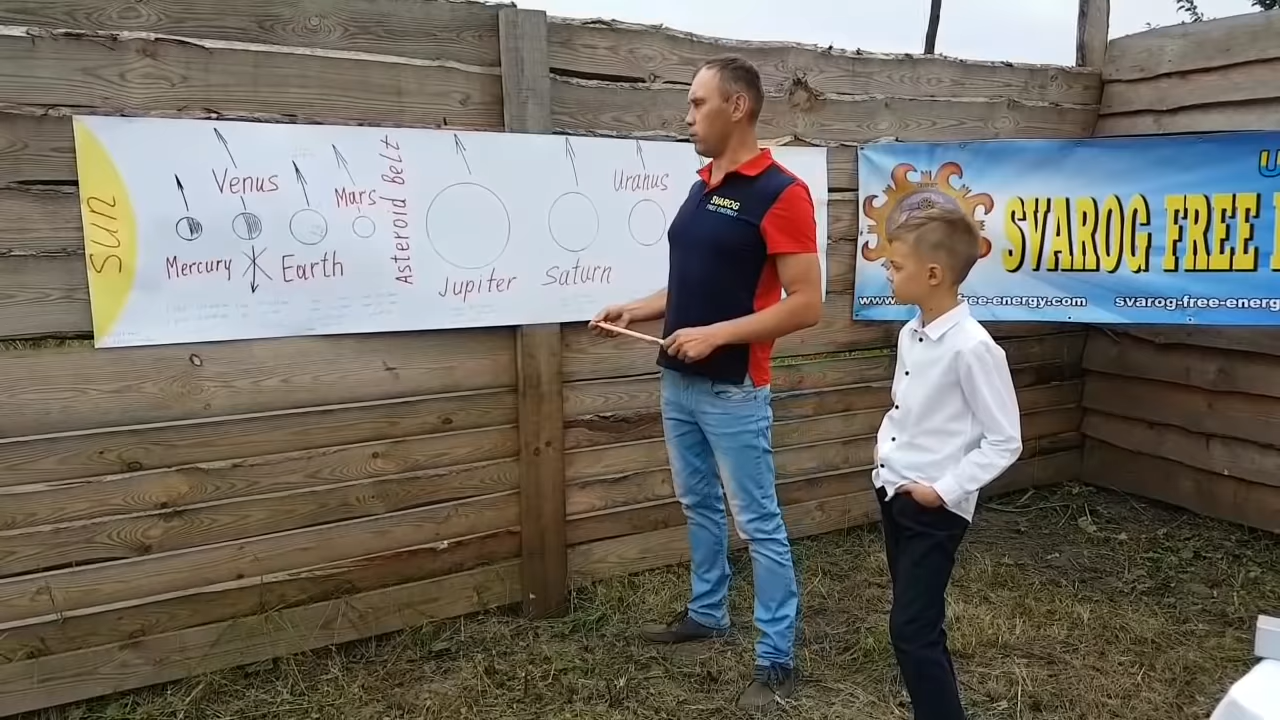 Sun
Mercury
Venus
Earth
Mars
Asteroid Belt
Jupiter
Saturn
Uranus
SVAROG
FREE ENERGY
U
SVAROG FREE
www.
ree-energy.com
svarog-free-energ